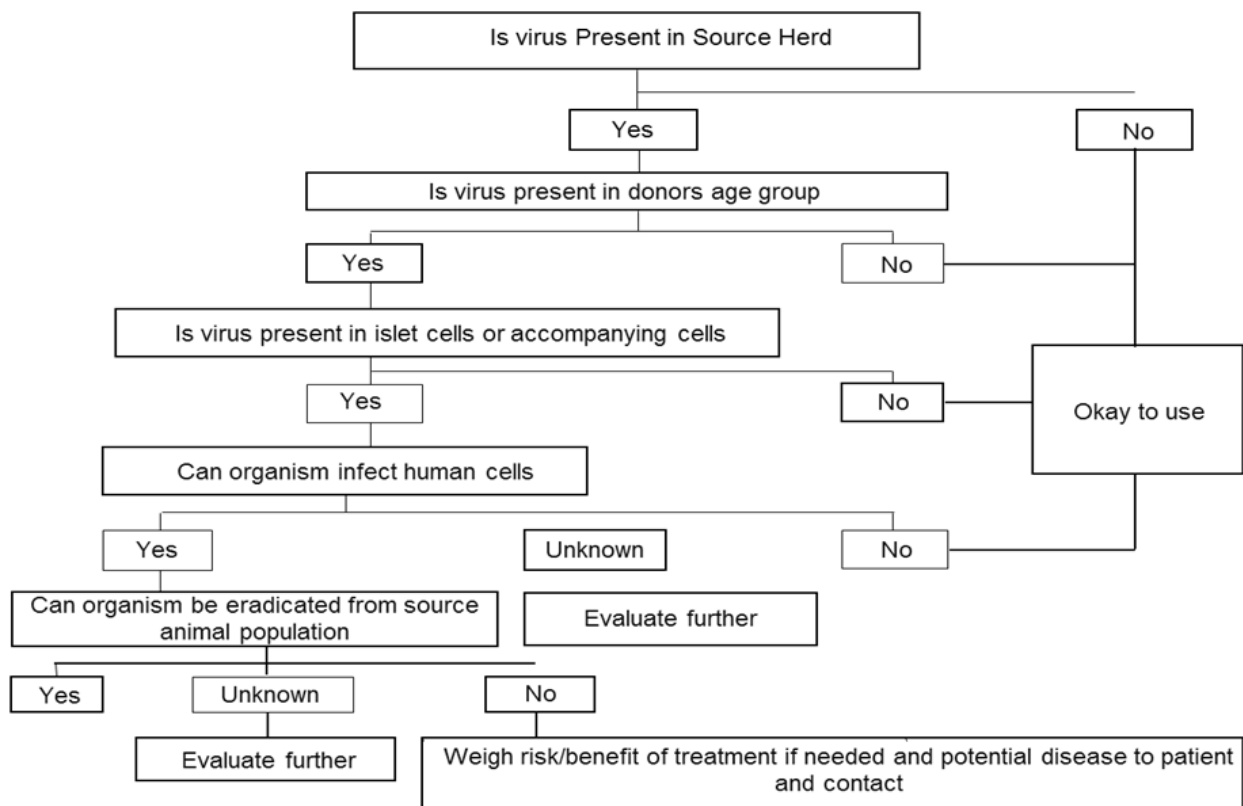 Is virus Present in Source Herd
Yes
No
Is virus present in donors age group
Yes
No
Is virus present in islet cells or accompanying cells
Yes
No
Okay to use
Can organism infect human cells
Yes
Unknown
No
Can organism be eradicated from source
animal population
Evaluate further
Yes
Unknown
No
Evaluate further
Weigh risk/benefit of treatment if needed and potential disease to patient
and contact